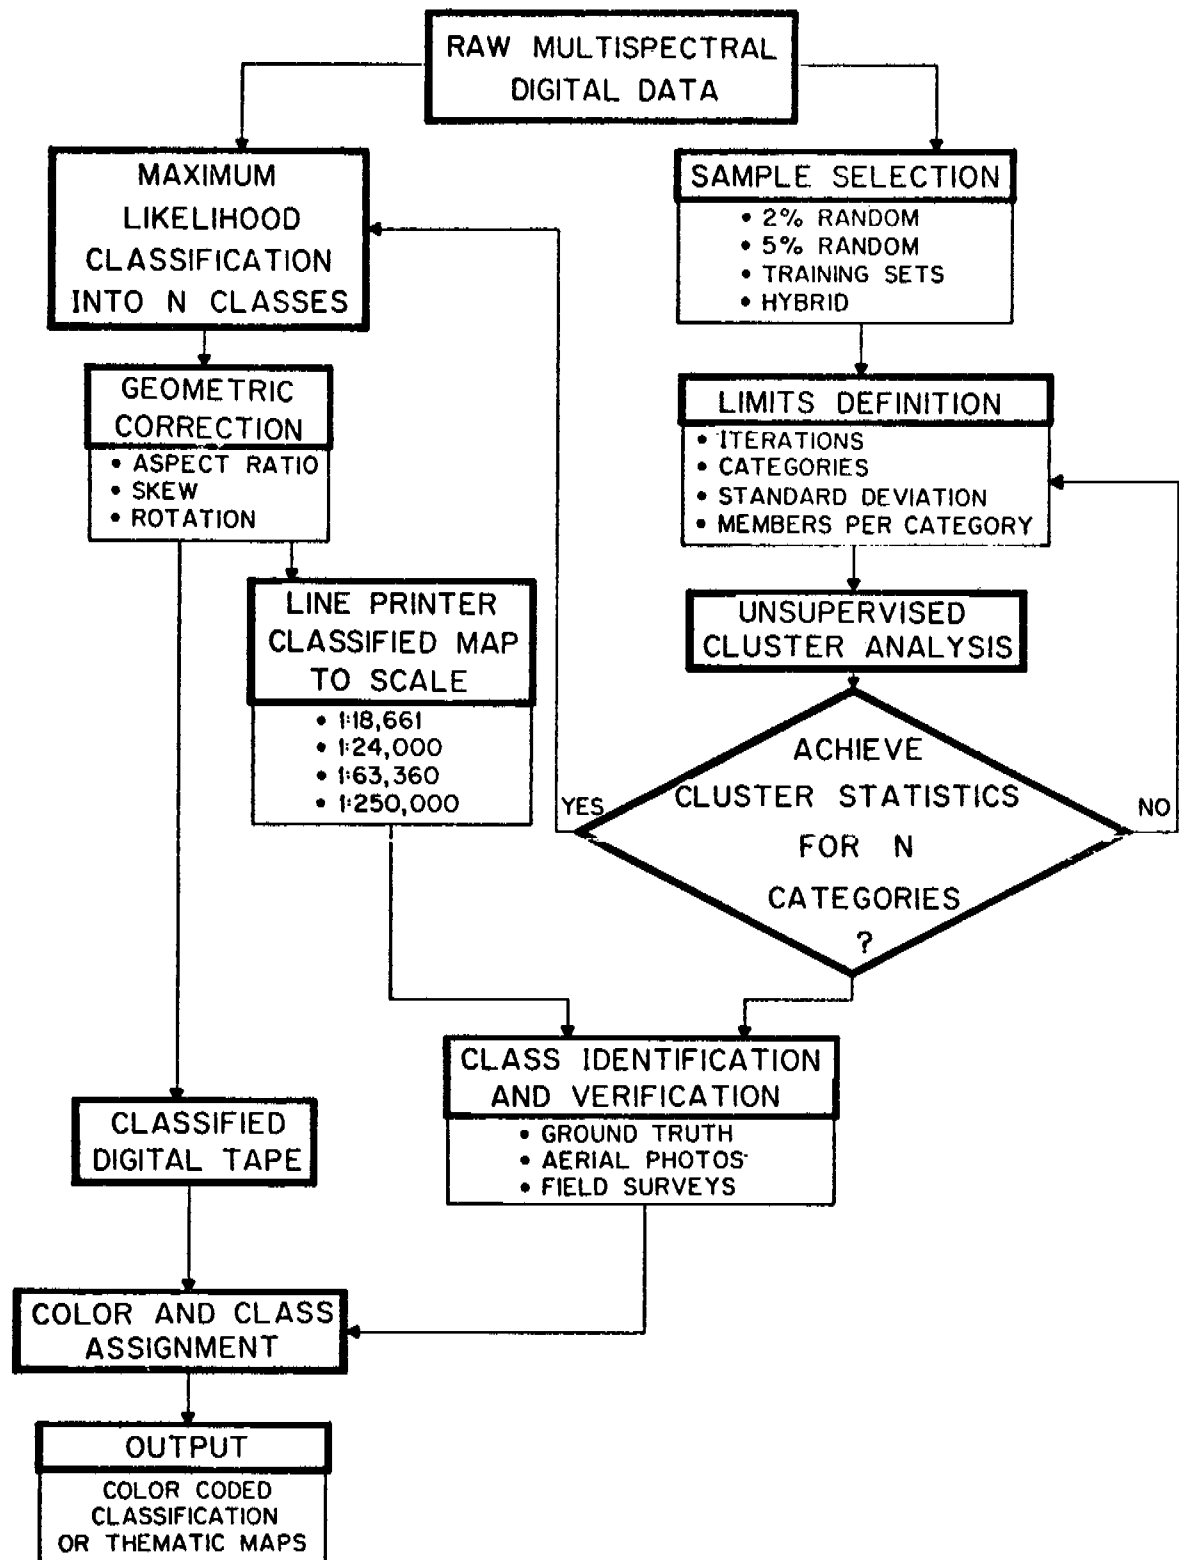 RAW MULTISPECTRAL
DIGITAL DATA
MAXIMUM
LIKELIHOOD
CLASSIFICATION
INTO N CLASSES
SAMPLE SELECTION
• 2% RANDOM
• 5% RANDOM
• TRAINING SETS
• HYBRID
GEOMETRIC
CORRECTION
• ASPECT RATIO
• SKEW
• ROTATION
LIMITS DEFINITION
• ITERATIONS
• CATEGORIES
• STANDARD DEVIATION
• MEMBERS PER CATEGORY
LINE PRINTER
CLASSIFIED MAP
TO SCALE
• 1:18,661
• 1:24,000
• 1:63,360
• 1:250,000
UNSUPERVISED
CLUSTER ANALYSIS
ACHIEVE
CLUSTER STATISTICS
FOR N
CATEGORIES
?
YES
NO
CLASS IDENTIFICATION
AND VERIFICATION
• GROUND TRUTH
• AERIAL PHOTOS
• FIELD SURVEYS
CLASSIFIED
DIGITAL TAPE
COLOR AND CLASS
ASSIGNMENT
OUTPUT
COLOR CODED
CLASSIFICATION
OR THEMATIC MAPS